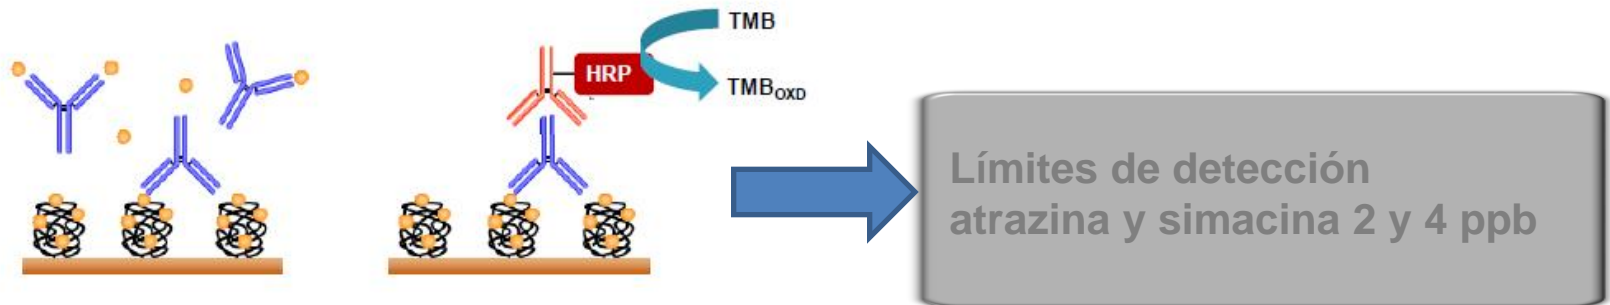 TMB
HRP
TMBOXD
Límites de detección
atrazina y simacina 2 y 4 ppb